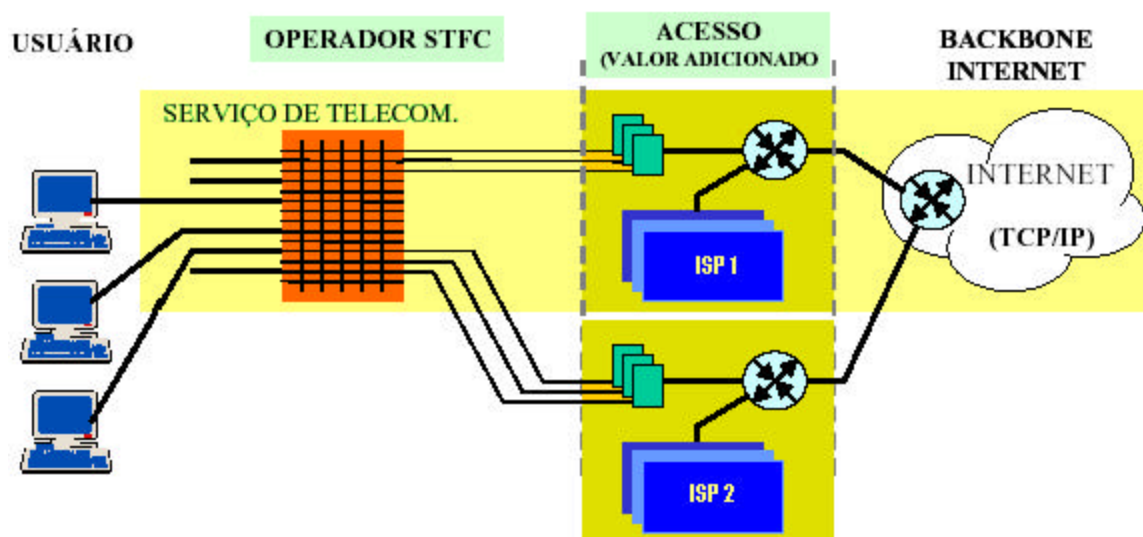 USUÁRIO
OPERADOR STFC
ACESSO
(VALOR ADICIONADO
BACKBONE
INTERNET
SERVIÇO DE TELECOM.
INTERNET
(TCP/IP)
ISP 1
ISP 2